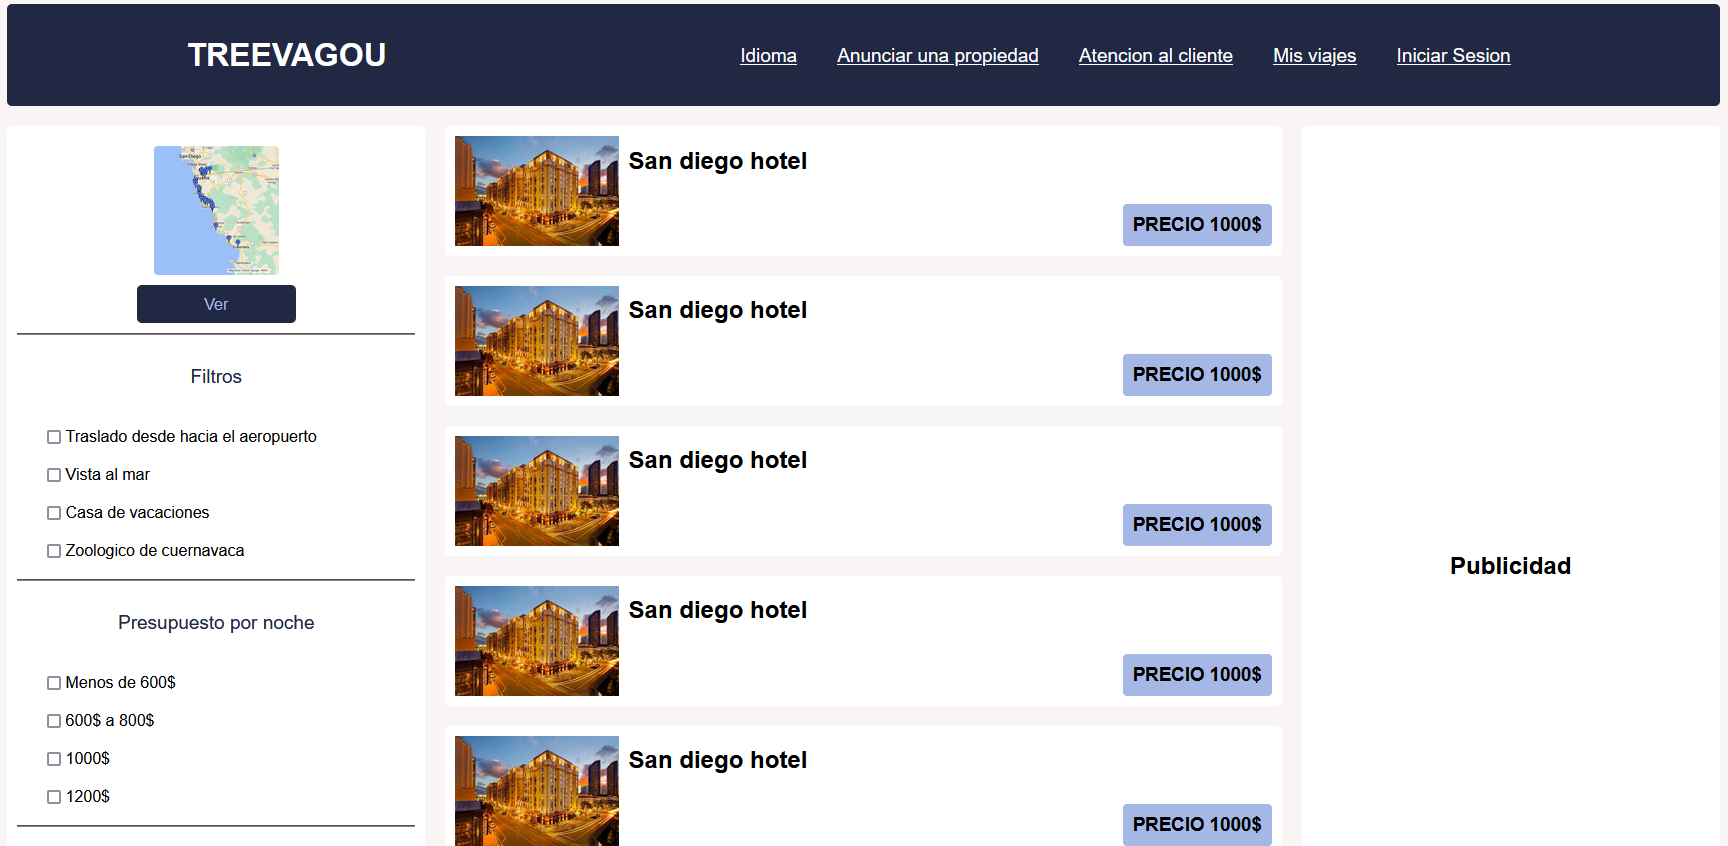 TREEVAGOU
Idioma Anunciar una propiedad Atencion al cliente Mis viajes Iniciar Sesion
San Diego
Ver
Filtros
Traslado desde hacia el aeropuerto
Vista al mar
Casa de vacaciones
Zoologico de cuernavaca
Presupuesto por noche
Menos de 600$
600$ a 800$
1000$
1200$
San diego hotel
PRECIO 1000$
San diego hotel
PRECIO 1000$
San diego hotel
PRECIO 1000$
San diego hotel
PRECIO 1000$
San diego hotel
PRECIO 1000$
Publicidad